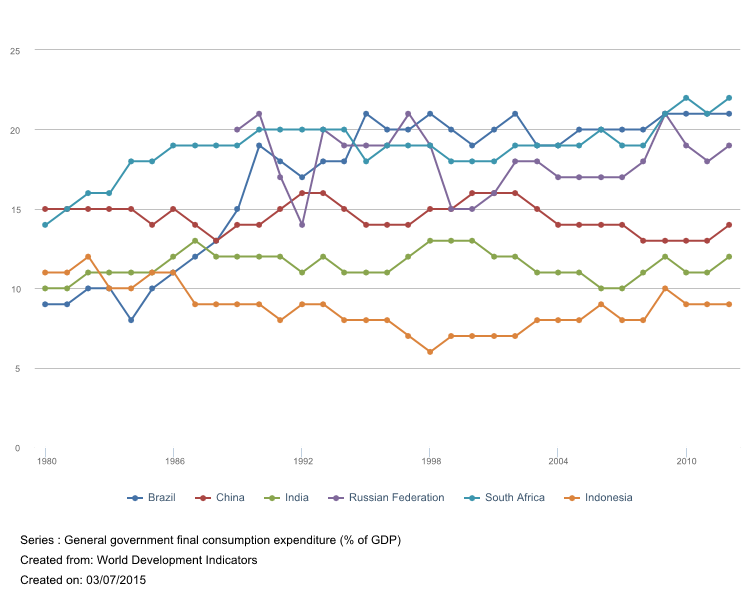 25
20
15
10
5
0
1980 1986 1992 1998 2004 2010
Brazil China India Russian Federation South Africa Indonesia
Series : General government final consumption expenditure (% of GDP)
Created from: World Development Indicators
Created on: 03/07/2015